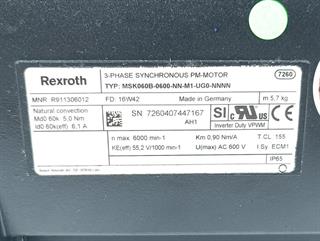 Rexroth
3-PHASE SYNCHRONOUS PM-MOTOR
7260
TYP: MSK060B-0600-NN-M1-UG0-NNNN
MNR R911306012
FD: 16W42
Made in Germany
m 5,7 kg
Natural convection
Md0 60k 5,0 Nm
Id0 60k(eff) 6,1 A
SN 7260407447167
AH1
SI
Inverter Duty VPWM
n max 6000 min-1
Km 0,90 Nm/A
T CL 155
KE(eff) 55,2 V/1000 min-1
U(max) AC 600 V
I.Sy. ECM1
IP65